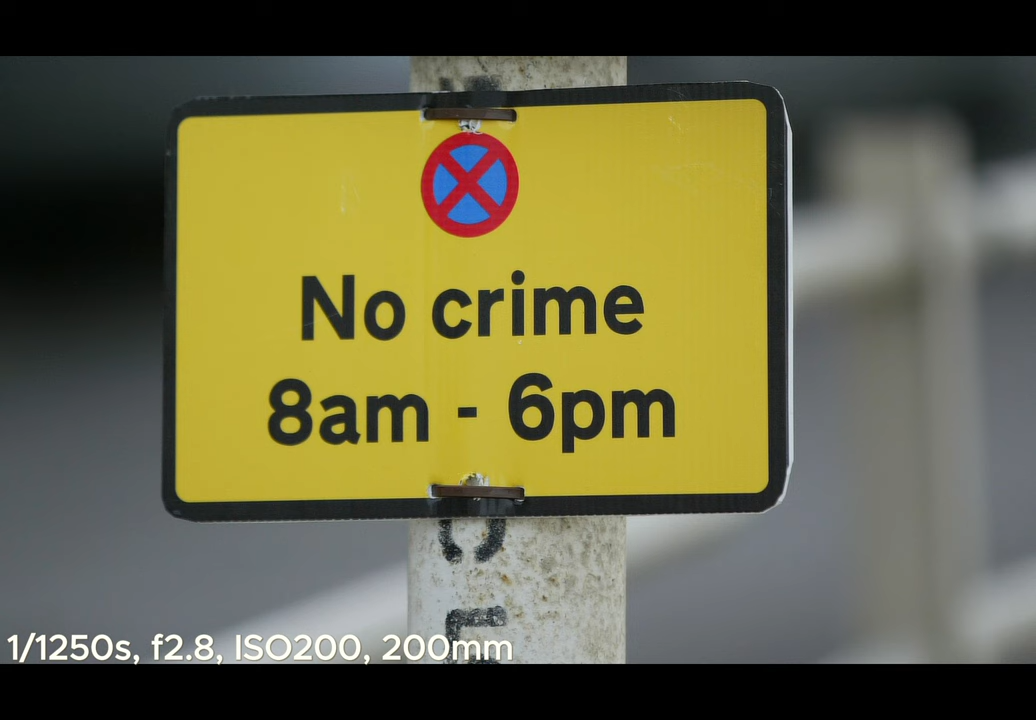 No crime
8am - 6pm
1/1250s, f2.8, ISO200, 200mm